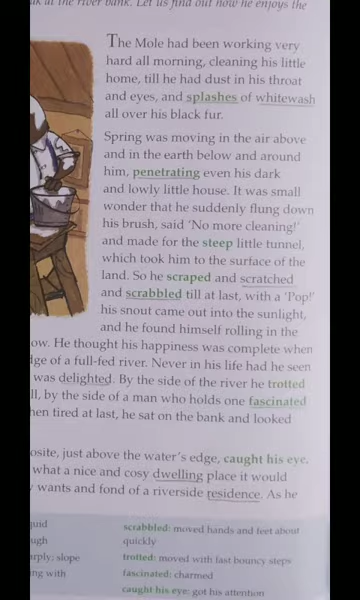 at the river bank. Let us find out how he enjoys the
The Mole had been working very
hard all morning, cleaning his little
home, till he had dust in his throat
and eyes, and splashes of whitewash
all over his black fur.
Spring was moving in the air above
and in the earth below and around
him, penetrating even his dark
and lowly little house. It was small
wonder that he suddenly flung down
his brush, said ‘No more cleaning!’
and made for the steep little tunnel,
which took him to the surface of the
land. So he scraped and scratched
and scrabbled till at last, with a ‘Pop!’
his snout came out into the sunlight,
and he found himself rolling in the
ow. He thought his happiness was complete when
dge of a full-fed river. Never in his life had he seen
was delighted. By the side of the river he trotted
ll, by the side of a man who holds one fascinated
hen tired at last, he sat on the bank and looked
osite, just above the water’s edge, caught his eye.
what a nice and cosy dwelling place it would
wants and fond of a riverside residence. As he
quid
ugh
arply; slope
ng with
scrabbled: moved hands and feet about
quickly
trotted: moved with fast bouncy steps
fascinated: charmed
caught his eye: got his attention